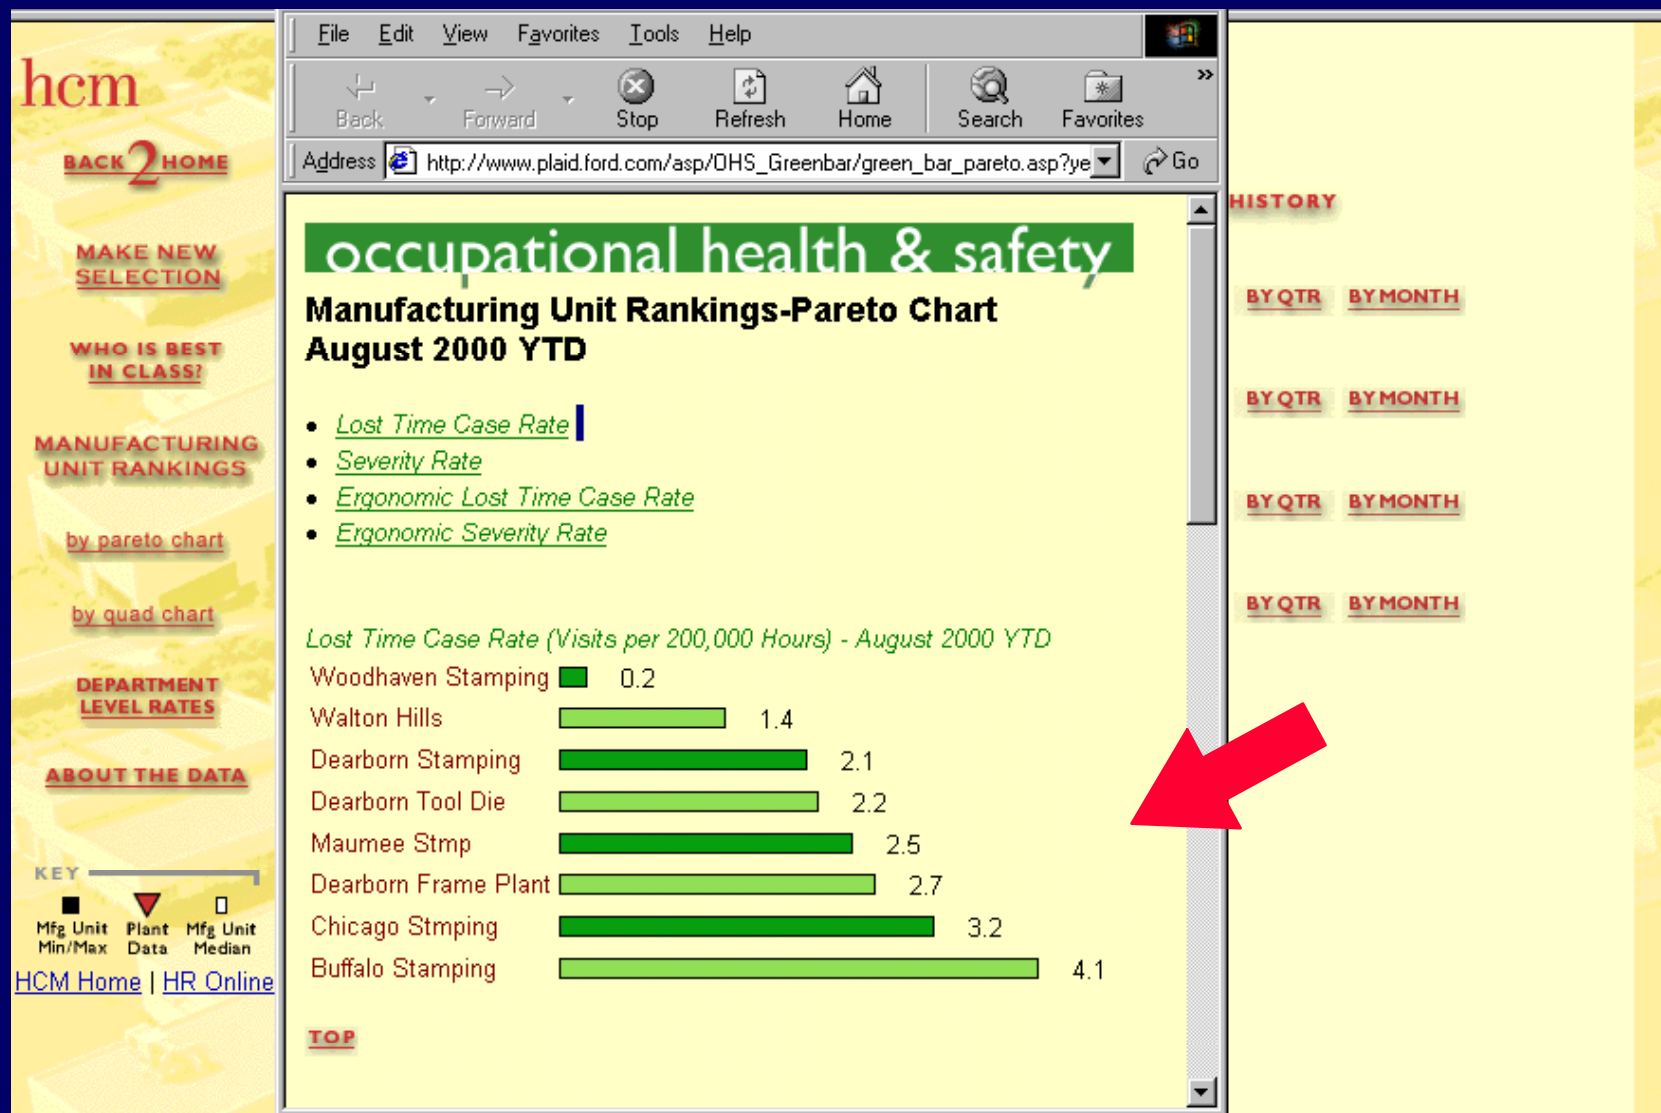 hcm
BACK 2 HOME
MAKE NEW
SELECTION
WHO IS BEST
IN CLASS?
MANUFACTURING
UNIT RANKINGS
by pareto chart
by quad chart
DEPARTMENT
LEVEL RATES
ABOUT THE DATA
KEY
Mfg Unit Plant Mfg Unit
Min/Max Data Median
HCM Home | HR Online
File Edit View Favorites Tools Help
Back Forward Stop Refresh Home Search Favorites »
Address http://www.plaid.ford.com/asp/OHS_Greenbar/green_bar_pareto.asp?ye Go
occupational health & safety
Manufacturing Unit Rankings-Pareto Chart
August 2000 YTD
• Lost Time Case Rate
• Severity Rate
• Ergonomic Lost Time Case Rate
• Ergonomic Severity Rate
Lost Time Case Rate (Visits per 200,000 Hours) - August 2000 YTD
Woodhaven Stamping 0.2
Walton Hills 1.4
Dearborn Stamping 2.1
Dearborn Tool Die 2.2
Maumee Stmp 2.5
Dearborn Frame Plant 2.7
Chicago Stmping 3.2
Buffalo Stamping 4.1
TOP
HISTORY
BY QTR BY MONTH
BY QTR BY MONTH
BY QTR BY MONTH
BY QTR BY MONTH